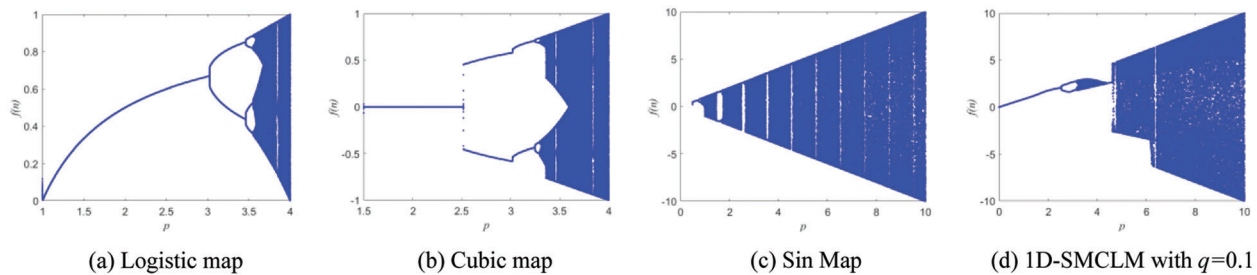 1
0.8
0.6
0.4
0.2
0
f(n)
1 1.5 2 2.5 3 3.5 4
p
(a) Logistic map
1
0.5
0
-0.5
-1
f(n)
1.5 2 2.5 3 3.5 4
p
(b) Cubic map
10
5
0
-5
-10
f(n)
0 2 4 6 8 10
p
(c) Sin Map
10
5
0
-5
-10
f(n)
0 2 4 6 8 10
p
(d) 1D-SMCLM with q=0.1